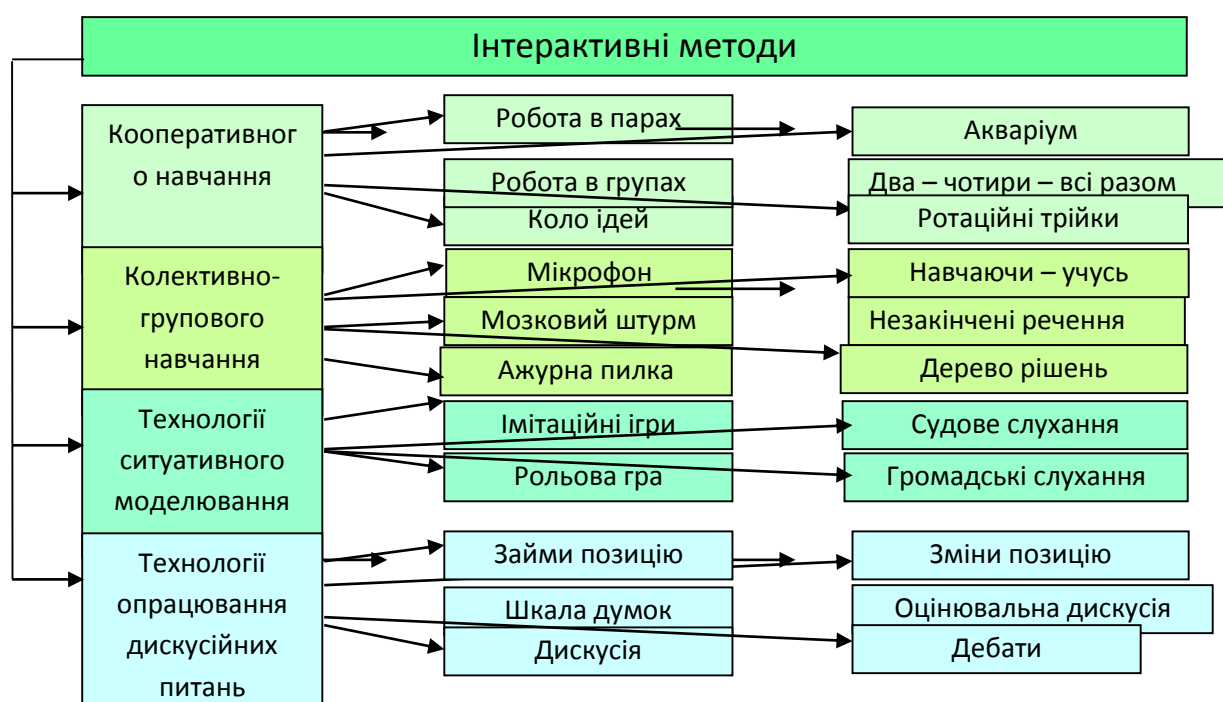 Інтерактивні методи
Кооперативног
о навчання
Робота в парах
Акваріум
Робота в групах
Два – чотири – всі разом
Коло ідей
Ротаційні трійки
Колективно-
групового
навчання
Мікрофон
Навчаючи – учусь
Мозковий штурм
Незакінчені речення
Ажурна пилка
Дерево рішень
Технології
ситуативного
моделювання
Імітаційні ігри
Судове слухання
Рольова гра
Громадські слухання
Технології
опрацювання
дискусійних
питань
Займи позицію
Зміни позицію
Шкала думок
Оцінювальна дискусія
Дискусія
Дебати